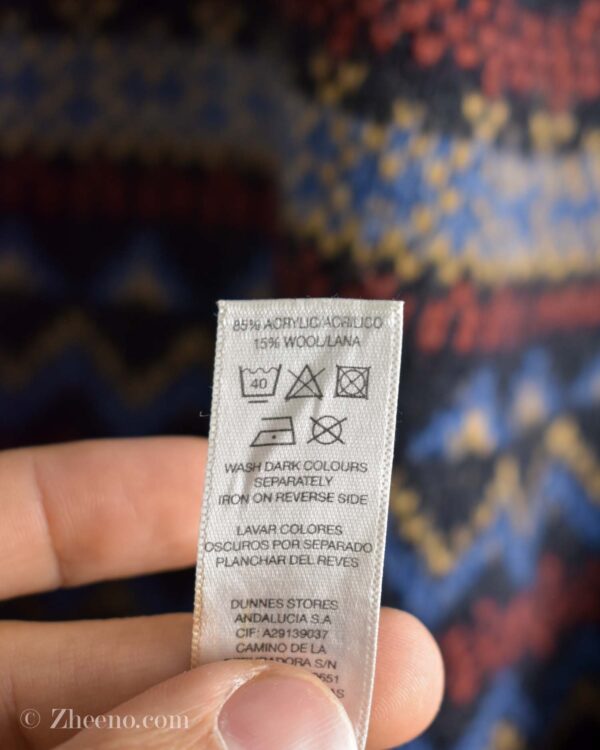 85% ACRYLIC/ACRILICO
15% WOOL/LANA
40
WASH DARK COLOURS
SEPARATELY
IRON ON REVERSE SIDE
LAVAR COLORES
OSCUROS POR SEPARADO
PLANCHAR DEL REVES
DUNNES STORES
ANDALUCIA S.A
CIF: A29139037
CAMINO DE LA
S/N
© Zheeno.com